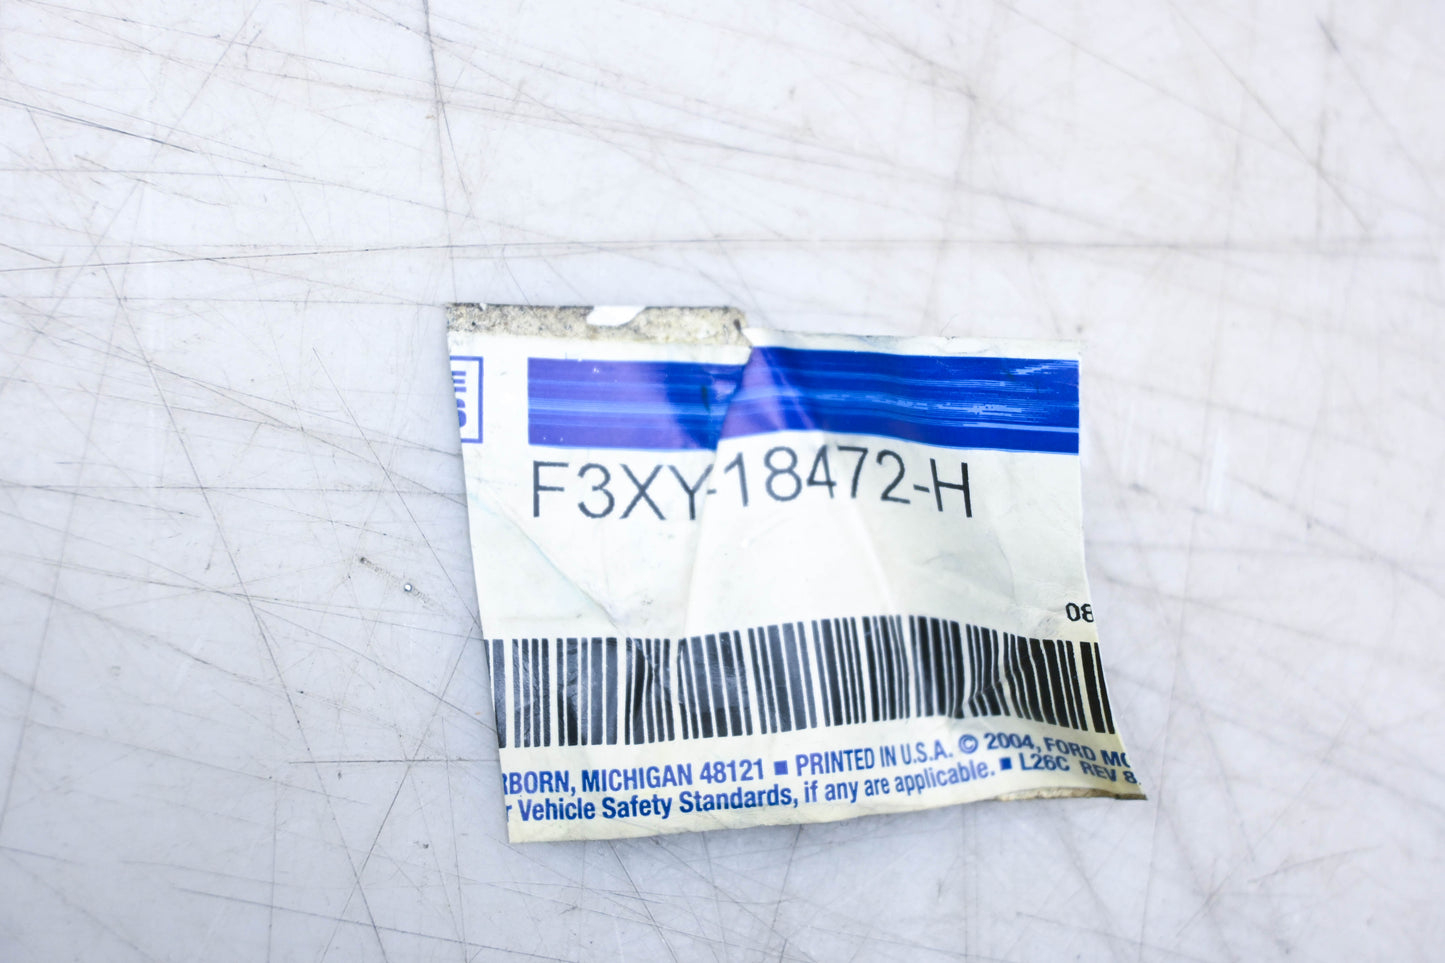 F3XY-18472-H
08
RBORN, MICHIGAN 48121 ■ PRINTED IN U.S.A. © 2004, FORD MO
r Vehicle Safety Standards, if any are applicable. ■ L26C REV 8